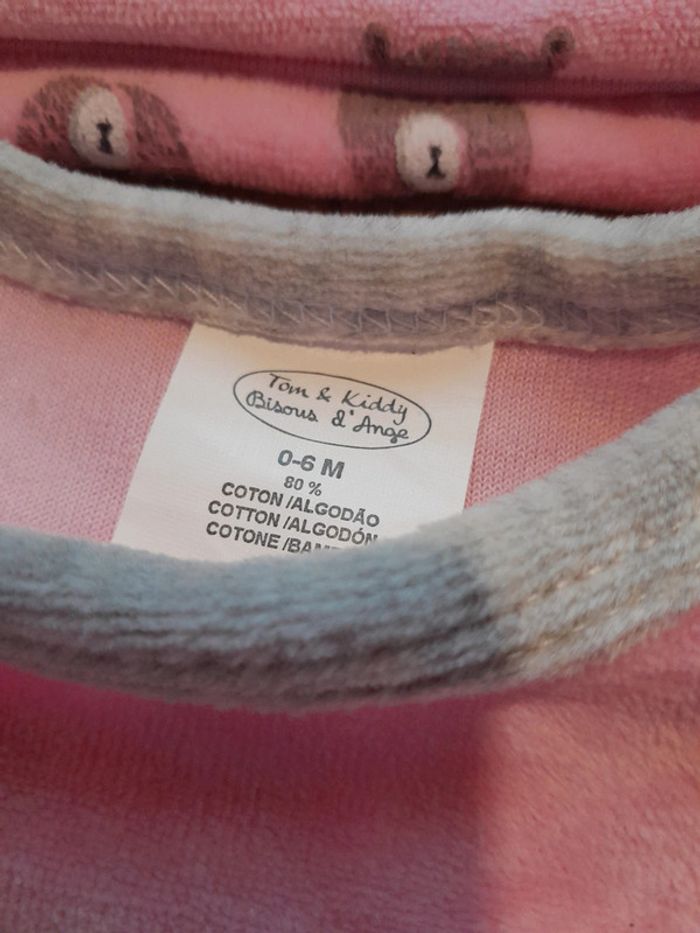 Tom & Kiddy
Bisous d'Ange
0-6 M
80 %
COTON /ALGODÃO
COTTON /ALGODÓN
COTONE /